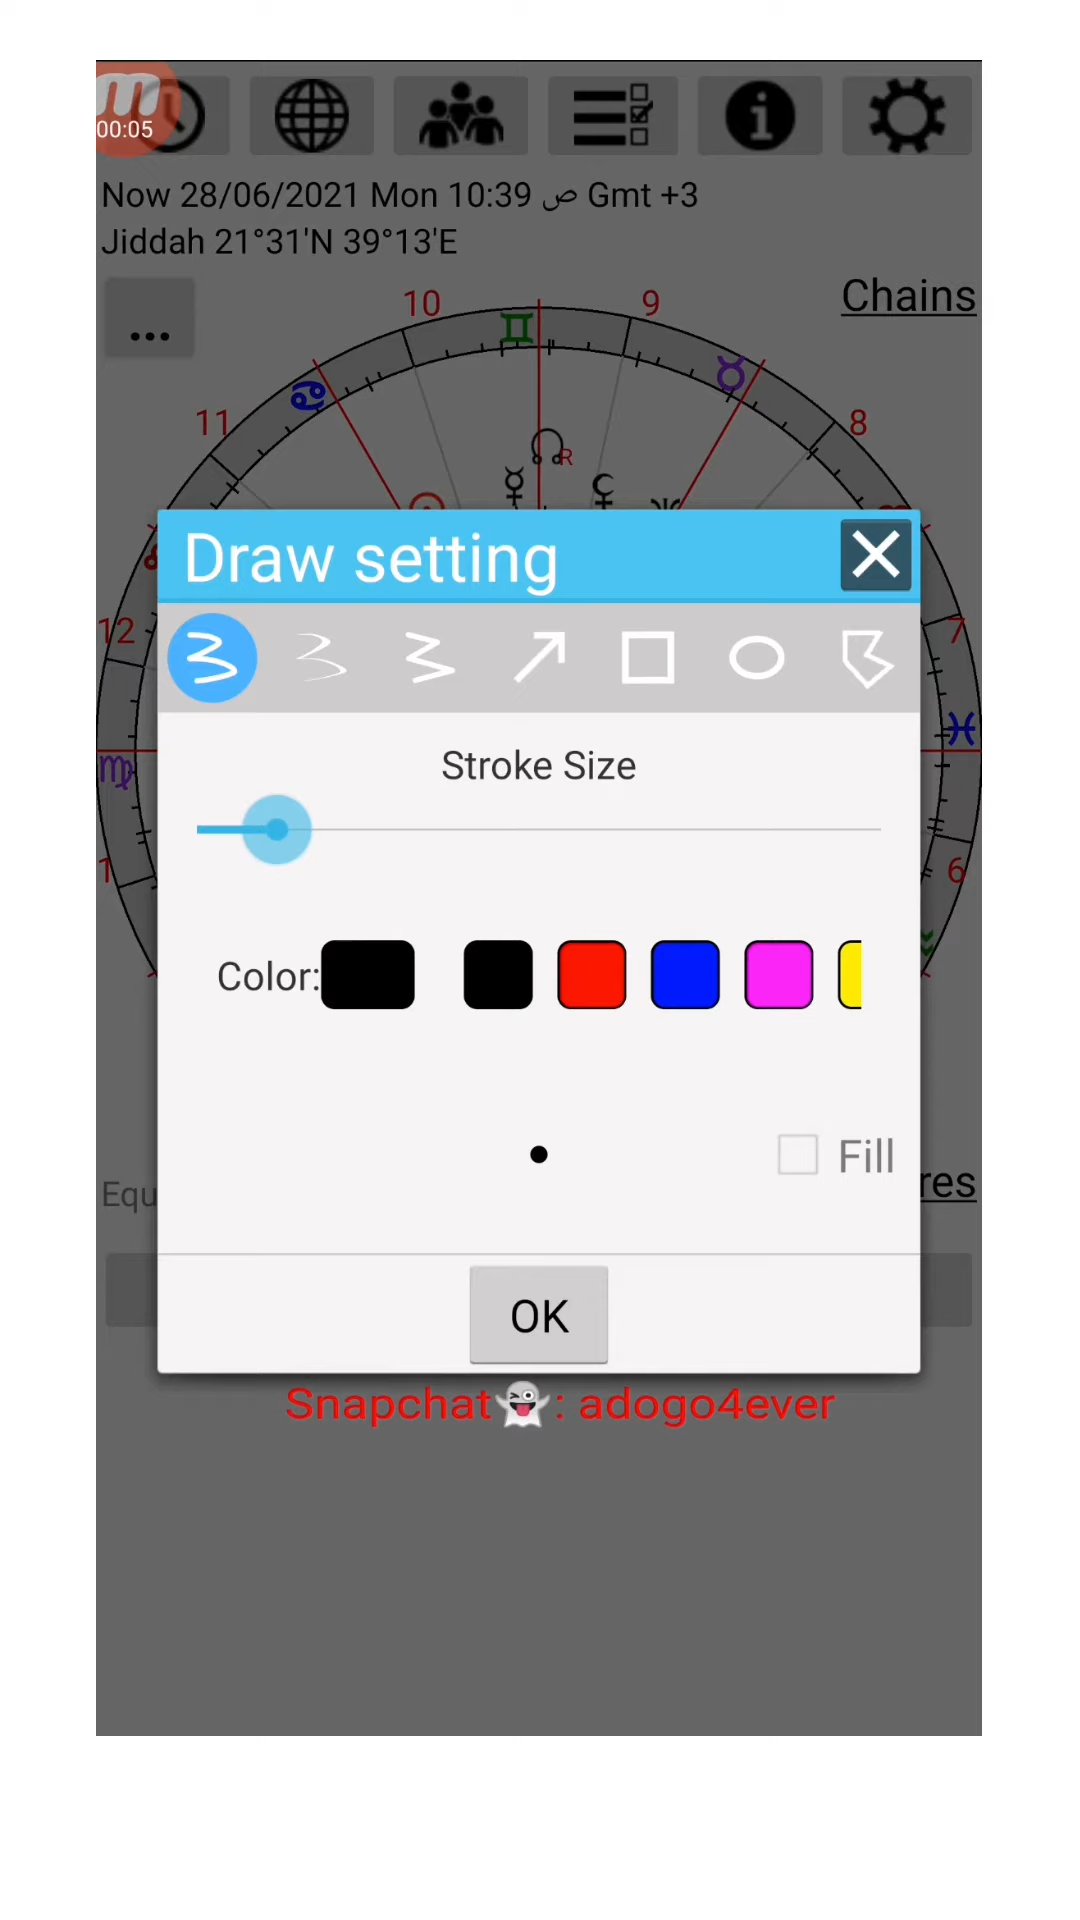 00:05
Now 28/06/2021 Mon 10:39 ص Gmt +3
Jiddah 21°31'N 39°13'E
...
Chains
10
9
11
8
R
Draw setting
12
7
Stroke Size
1
6
Color:
Fill
Equ
res
OK
Snapchat👻: adogo4ever